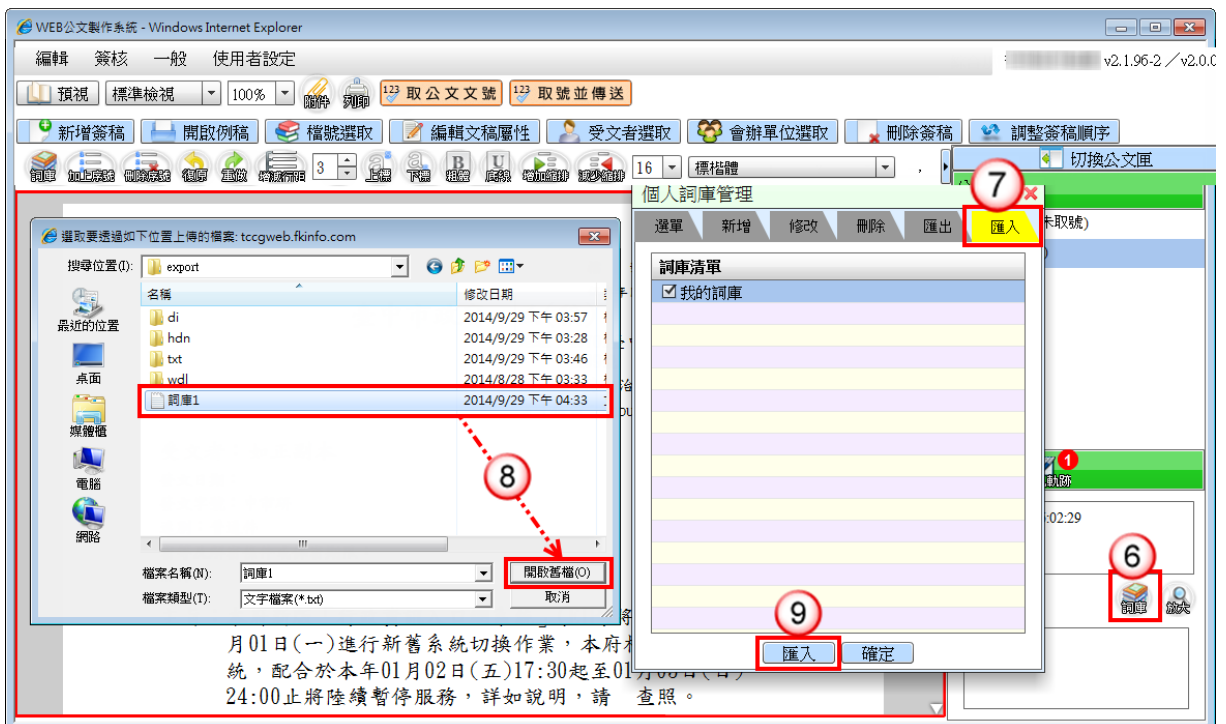 WEB公文製作系統 - Windows Internet Explorer
編輯 簽核 一般 使用者設定
v2.1.96-2／v2.0.0
預視 標準檢視 100% 附件 列印 123 取公文文號 123 取號並傳送
新增簽稿 開啟例稿 檔號選取 編輯文稿屬性 受文者選取 會辦單位選取 刪除簽稿 調整簽稿順序
詞庫 加上序號 刪除序號 復原 重做 3 上標 下標 B 粗體 U 底線 增加縮排 減少縮排 16 標楷體 ，
切換公文匣
個人詞庫管理
7
選單 新增 修改 刪除 匯出 匯入
未取號)
詞庫清單
我的詞庫
選取要透過如下位置上傳的檔案: tccgweb.fkinfo.com
搜尋位置(I): export
名稱 修改日期
di 2014/9/29 下午 03:57
hdn 2014/9/29 下午 03:28
txt 2014/9/29 下午 03:46
wdl 2014/8/28 下午 03:33
詞庫1 2014/9/29 下午 04:33
最近的位置
桌面
媒體櫃
電腦
網路
8
檔案名稱(N): 詞庫1 開啟舊檔(O)
檔案類型(T): 文字檔案(*.txt) 取消
1
軌跡
:02:29
6
詞庫 放大
9
匯入 確定
將
月01日(一)進行新舊系統切換作業，本府
統，配合於本年01月02日(五)17:30起至01
24:00止將陸續暫停服務，詳如說明，請 查照。